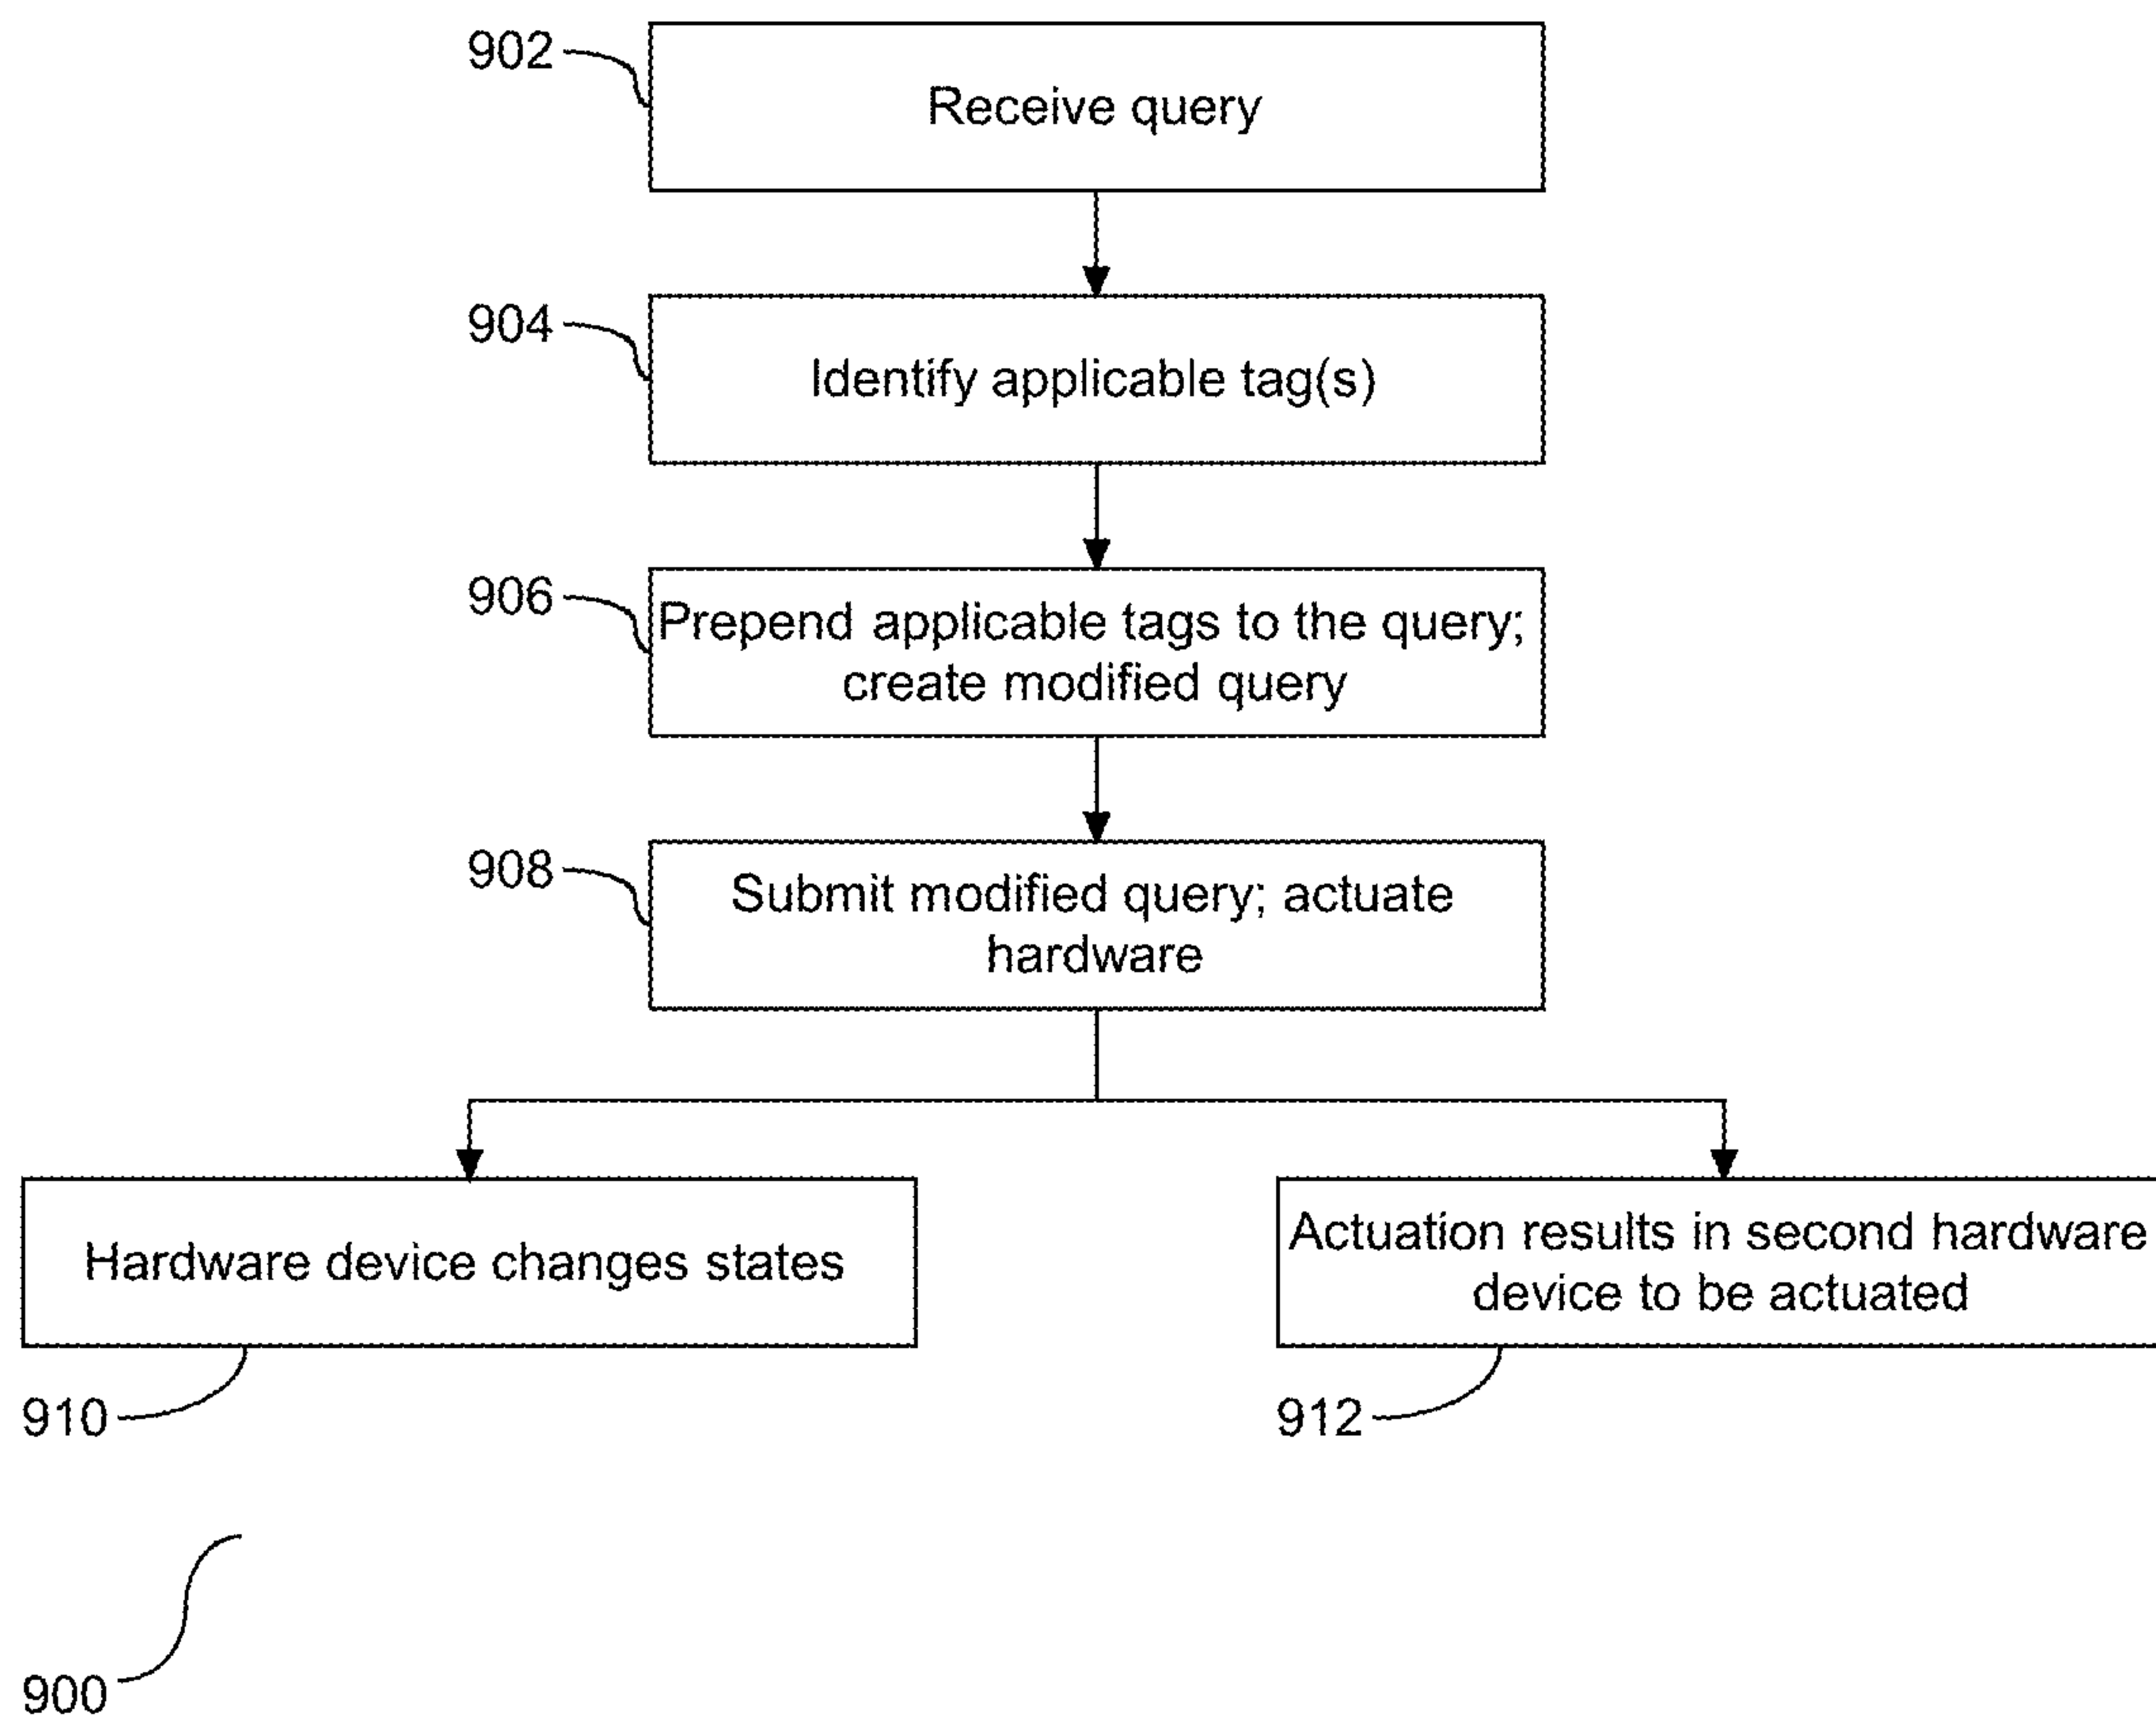 902
Receive query
904
Identify applicable tag(s)
906
Prepend applicable tags to the query;
create modified query
908
Submit modified query; actuate
hardware
Hardware device changes states
Actuation results in second hardware
device to be actuated
910
912
900